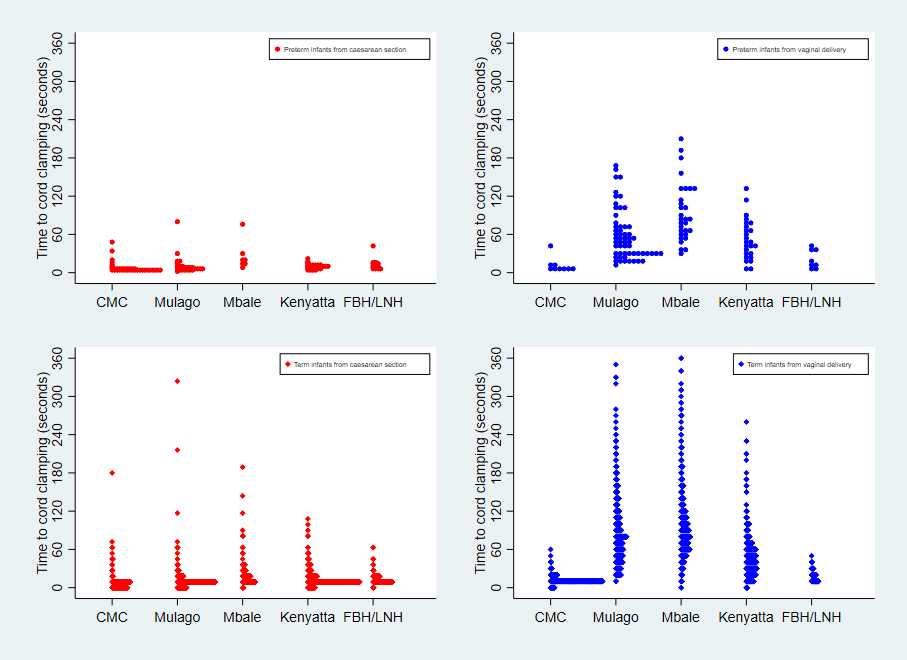 Preterm infants from caesarean section
Time to cord clamping (seconds)
360
300
240
180
120
60
0
CMC Mulago Mbale Kenyatta FBH/LNH
Preterm infants from vaginal delivery
Time to cord clamping (seconds)
360
300
240
180
120
60
0
CMC Mulago Mbale Kenyatta FBH/LNH
Term infants from caesarean section
Time to cord clamping (seconds)
360
300
240
180
120
60
0
CMC Mulago Mbale Kenyatta FBH/LNH
Term infants from vaginal delivery
Time to cord clamping (seconds)
360
300
240
180
120
60
0
CMC Mulago Mbale Kenyatta FBH/LNH